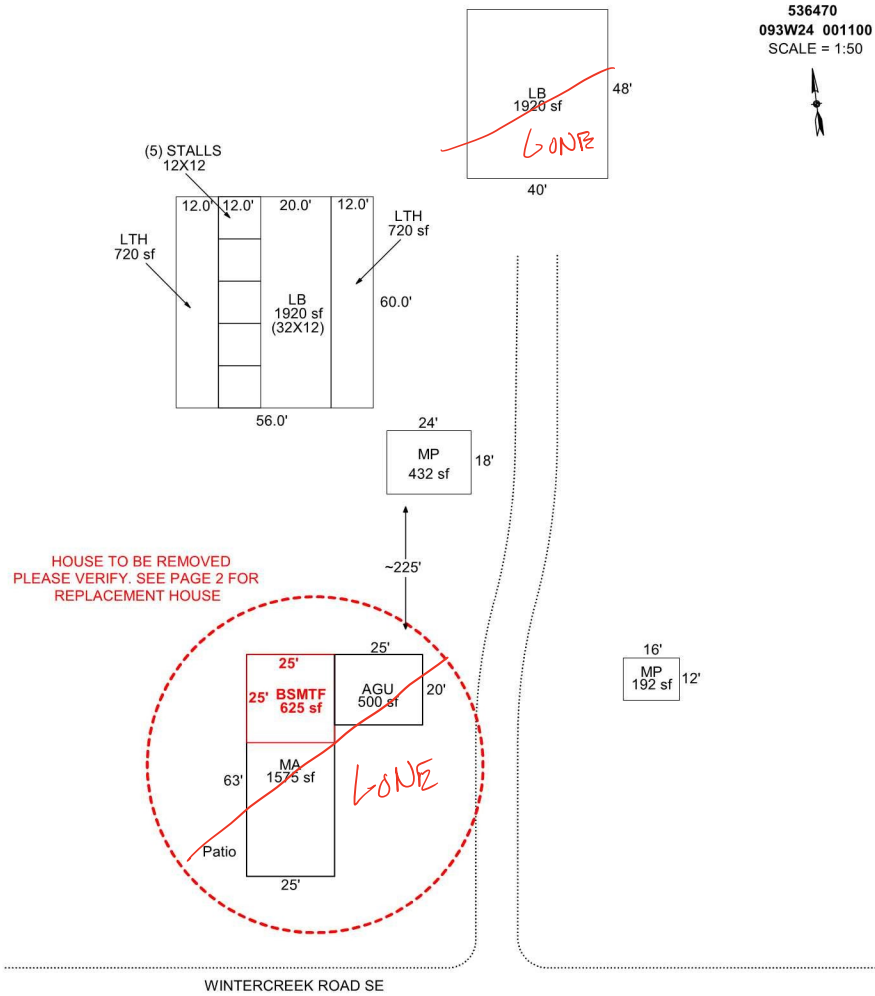 536470
093W24 001100
SCALE = 1:50
LB
1920 sf
48'
GONE
40'
(5) STALLS
12X12
12.0'
12.0'
20.0'
12.0'
LTH
720 sf
LTH
720 sf
LB
1920 sf
(32X12)
60.0'
56.0'
24'
MP
432 sf
18'
~225'
HOUSE TO BE REMOVED
PLEASE VERIFY. SEE PAGE 2 FOR
REPLACEMENT HOUSE
25'
25'
25'
BSMTF
625 sf
AGU
500 sf
20'
16'
MP
192 sf
12'
MA
1575 sf
63'
GONE
Patio
25'
WINTERCREEK ROAD SE